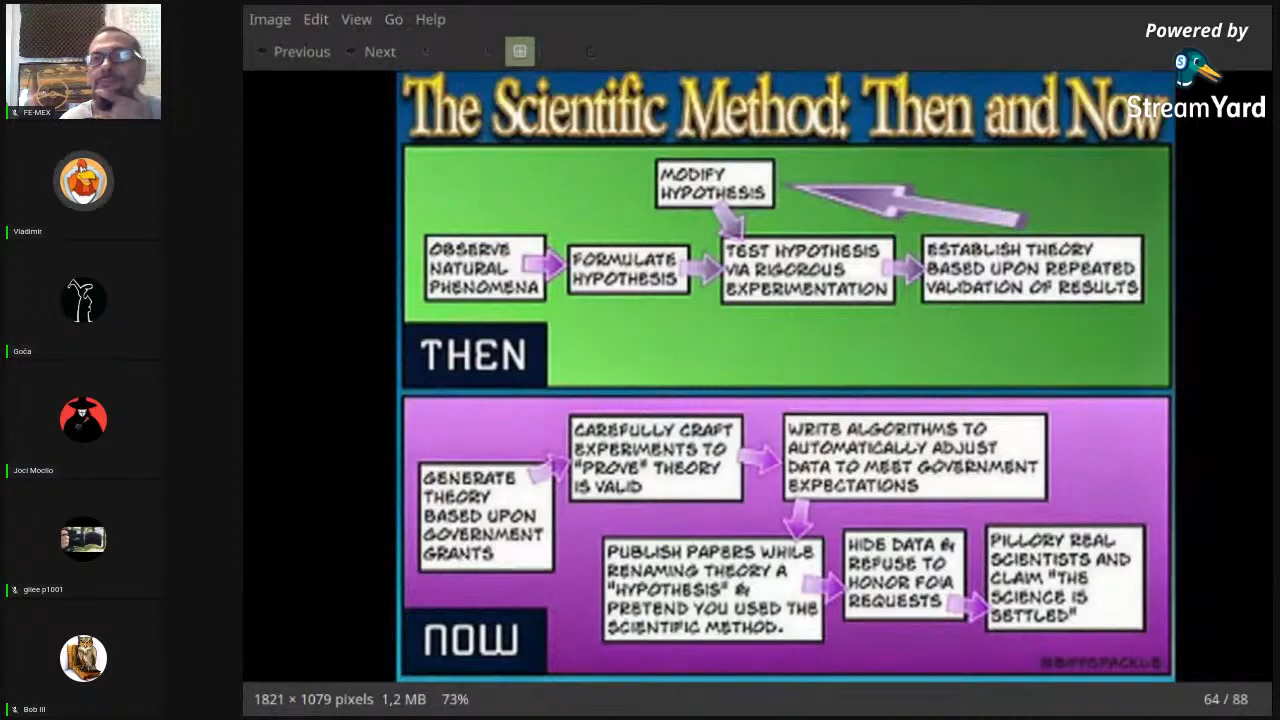 Image Edit View Go Help
Previous Next
Powered by
StreamYard
FE-MEX
Vladimir
Goća
Joci Mocilo
gilee p1001
Bob III
The Scientific Method: Then and Now
MODIFY
HYPOTHESIS
OBSERVE
NATURAL
PHENOMENA
FORMULATE
HYPOTHESIS
TEST HYPOTHESIS
VIA RIGOROUS
EXPERIMENTATION
ESTABLISH THEORY
BASED UPON REPEATED
VALIDATION OF RESULTS
THEN
GENERATE
THEORY
BASED UPON
GOVERNMENT
GRANTS
CAREFULLY CRAFT
EXPERIMENTS TO
"PROVE" THEORY
IS VALID
WRITE ALGORITHMS TO
AUTOMATICALLY ADJUST
DATA TO MEET GOVERNMENT
EXPECTATIONS
PUBLISH PAPERS WHILE
RENAMING THEORY A
"HYPOTHESIS" &
PRETEND YOU USED THE
SCIENTIFIC METHOD.
HIDE DATA &
REFUSE TO
HONOR FOIA
REQUESTS
PILLORY REAL
SCIENTISTS AND
CLAIM "THE
SCIENCE IS
SETTLED"
NOW
@BIFFSPACKLE
1821 × 1079 pixels 1,2 MB 73%
64 / 88